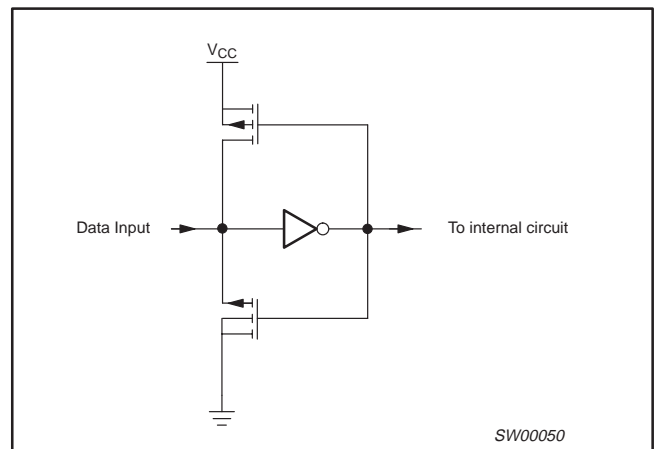 VCC
Data Input
To internal circuit
SW00050